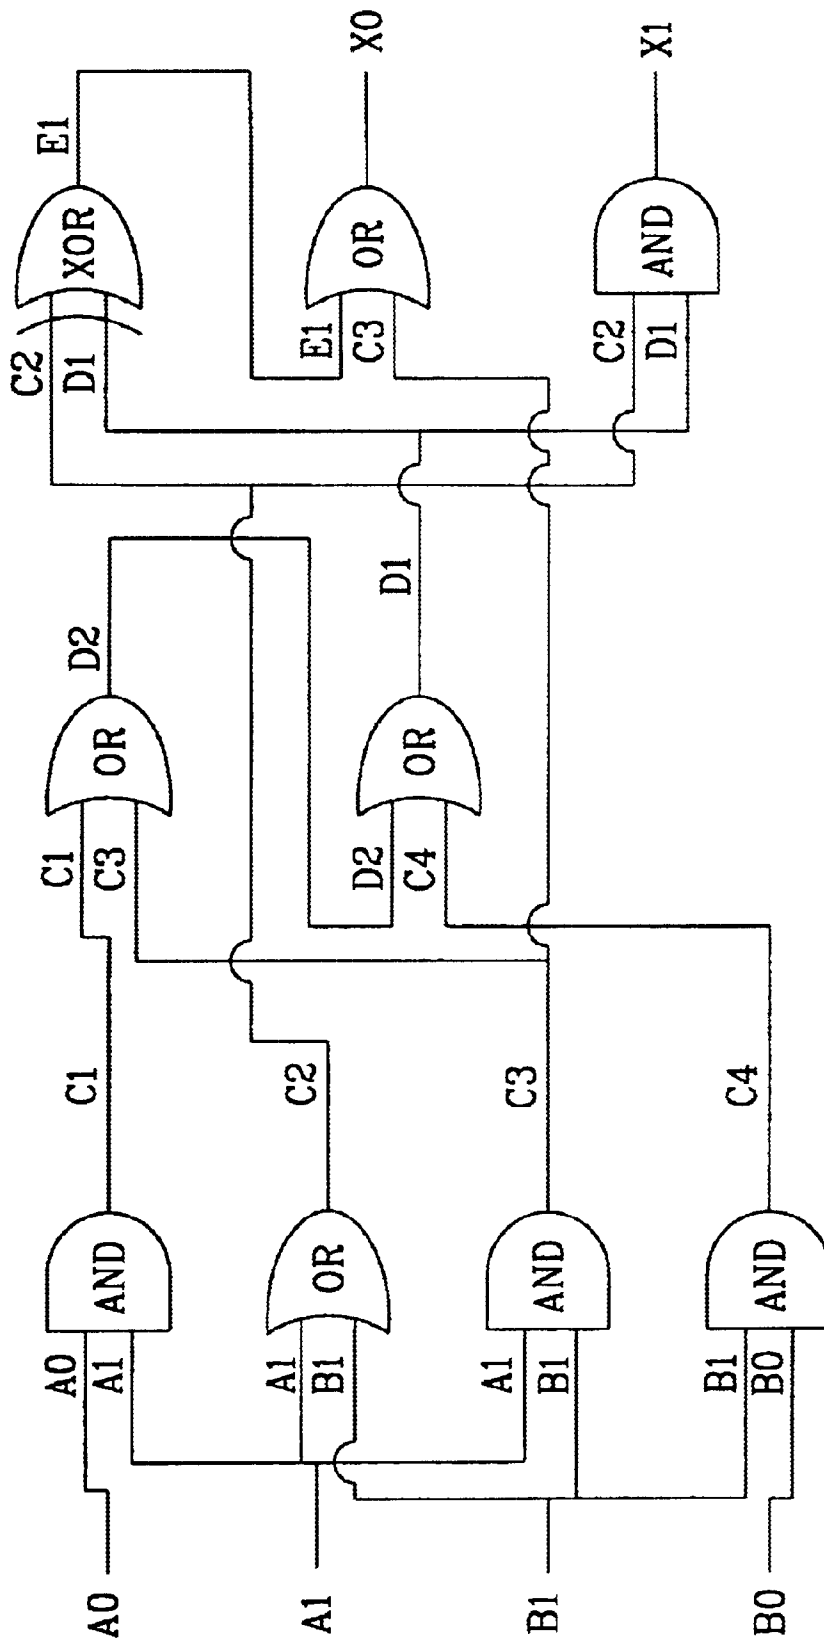 A0
A1
B1
B0
A0
A1
A1
B1
A1
B1
B1
B0
AND
OR
AND
AND
C1
C2
C3
C4
C1
C3
D2
C4
OR
OR
D2
D1
C2
D1
E1
C3
C2
D1
XOR
OR
AND
E1
X0
X1